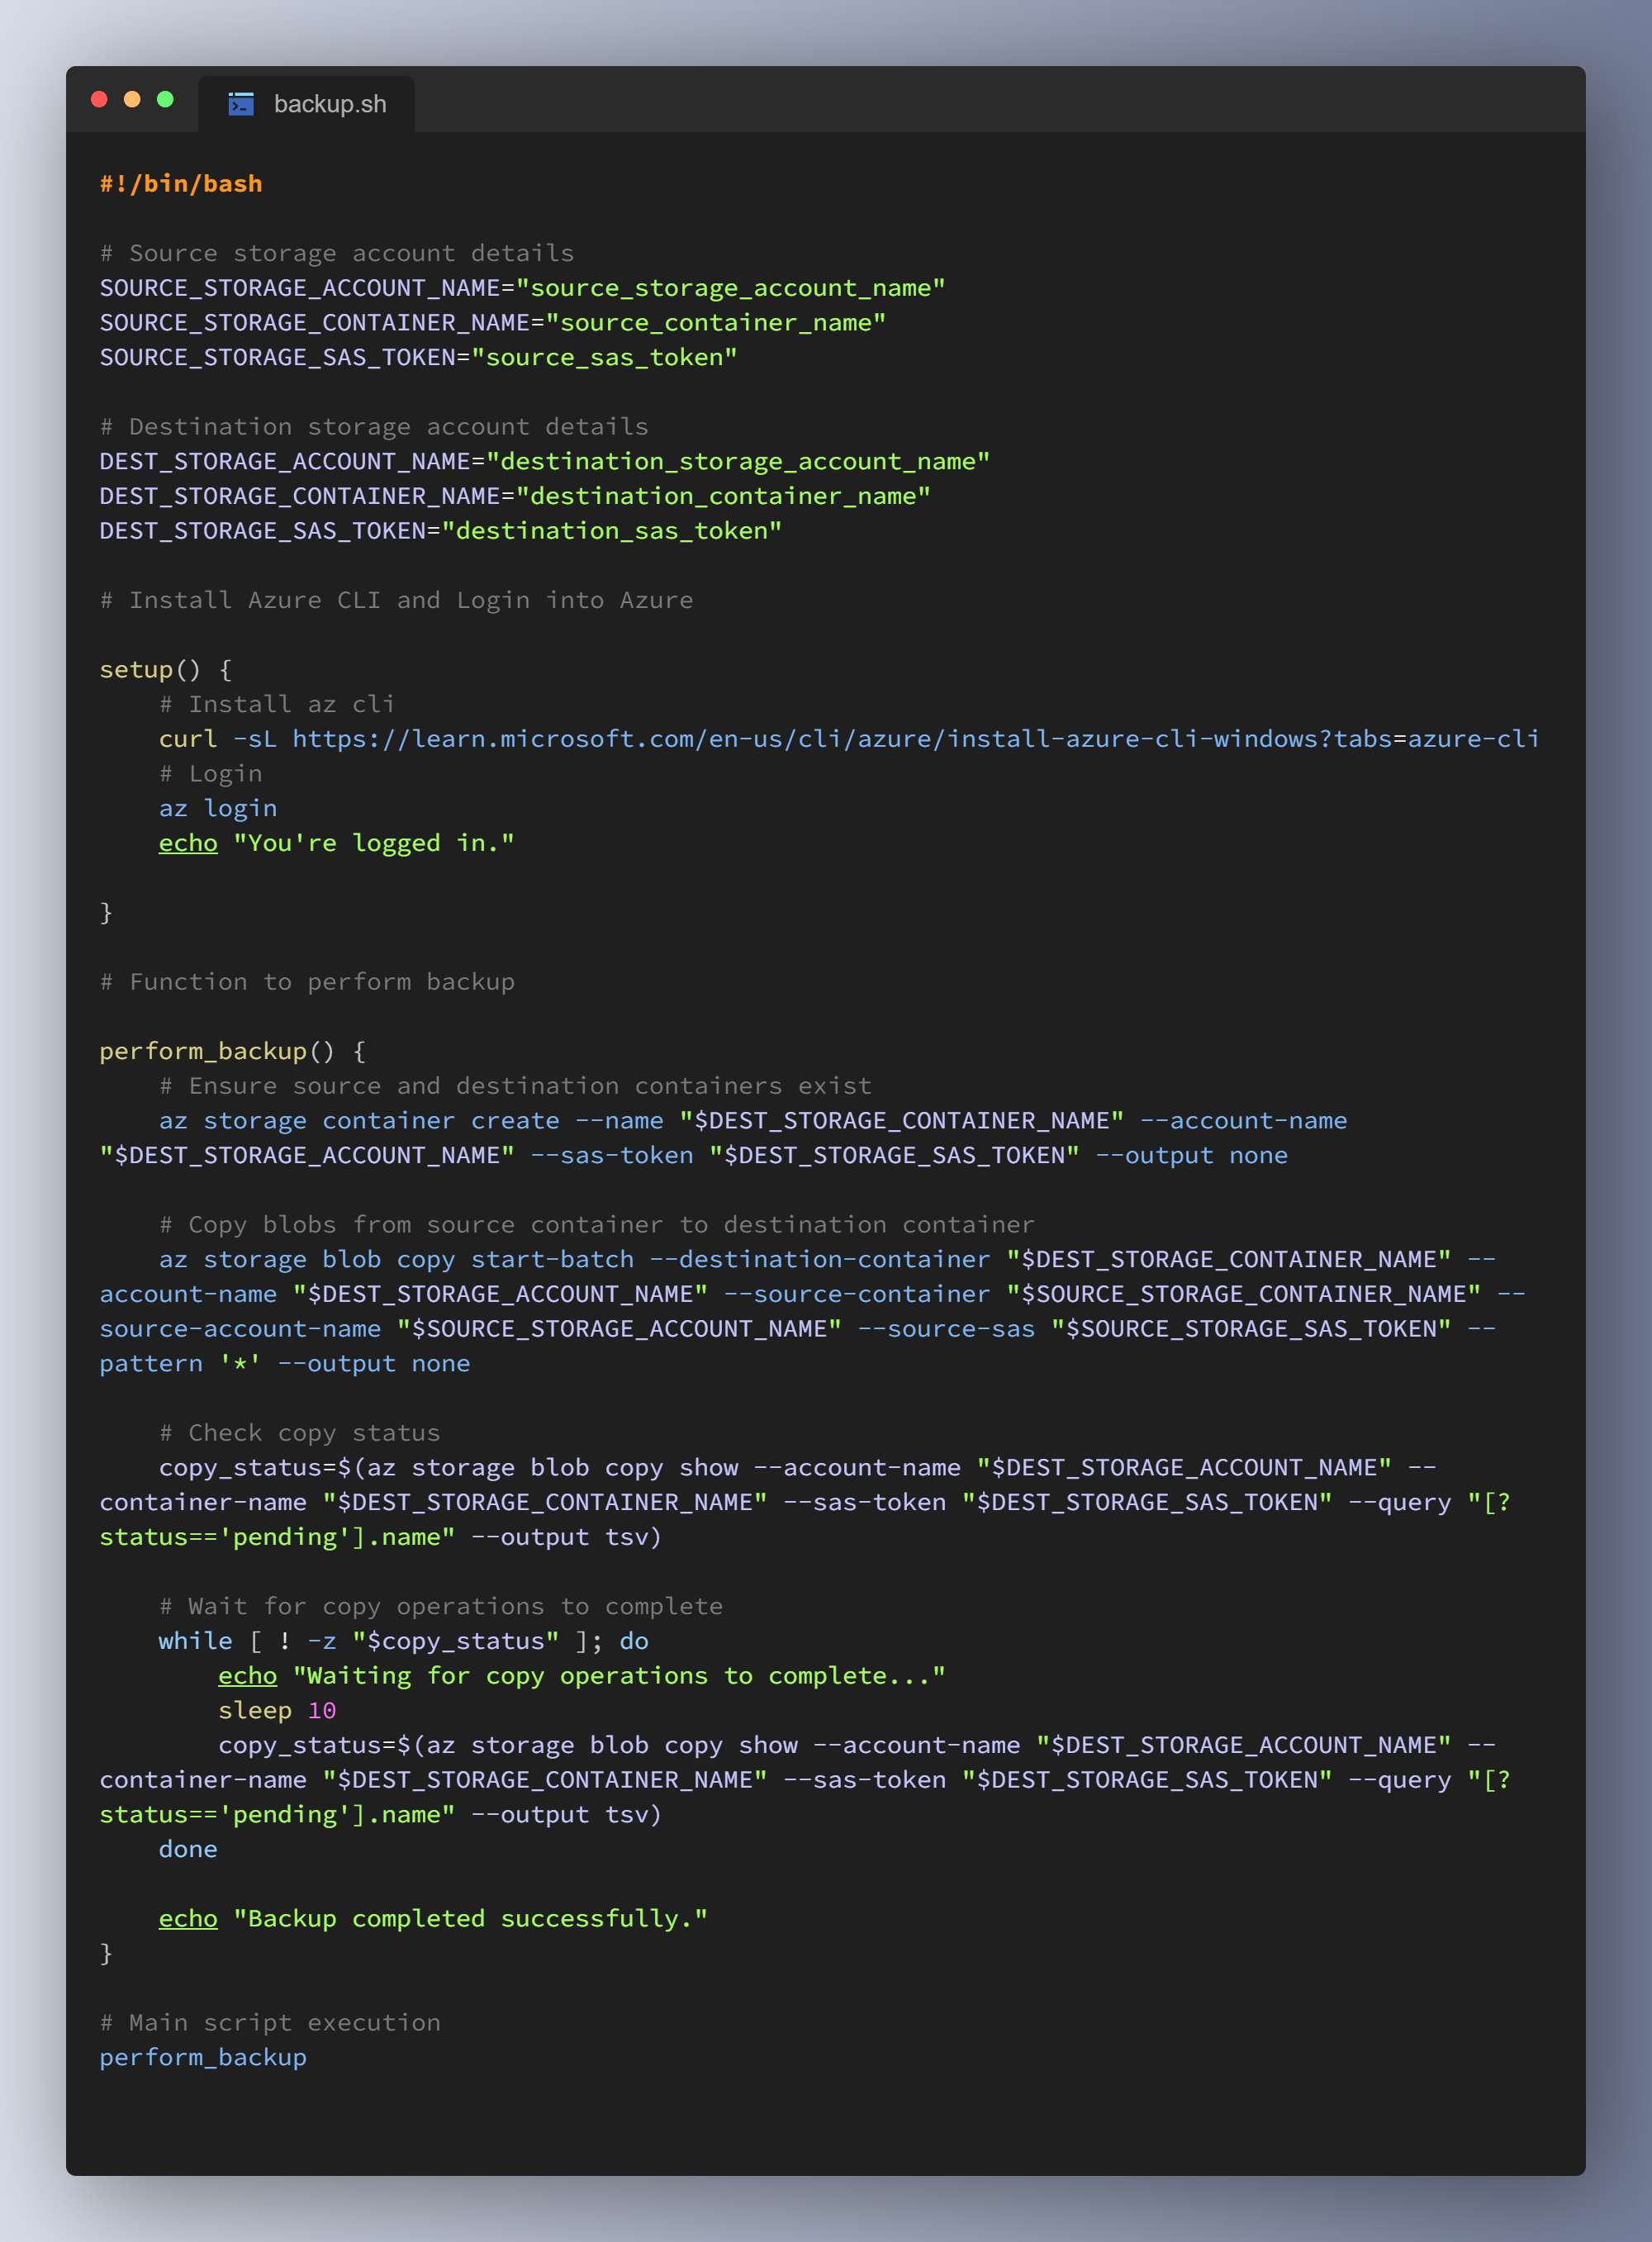 backup.sh
#!/bin/bash
# Source storage account details
SOURCE_STORAGE_ACCOUNT_NAME="source_storage_account_name"
SOURCE_STORAGE_CONTAINER_NAME="source_container_name"
SOURCE_STORAGE_SAS_TOKEN="source_sas_token"
# Destination storage account details
DEST_STORAGE_ACCOUNT_NAME="destination_storage_account_name"
DEST_STORAGE_CONTAINER_NAME="destination_container_name"
DEST_STORAGE_SAS_TOKEN="destination_sas_token"
# Install Azure CLI and Login into Azure
setup() {
    # Install az cli
    curl -sL https://learn.microsoft.com/en-us/cli/azure/install-azure-cli-windows?tabs=azure-cli
    # Login
    az login
    echo "You're logged in."
}
# Function to perform backup
perform_backup() {
    # Ensure source and destination containers exist
    az storage container create --name "$DEST_STORAGE_CONTAINER_NAME" --account-name
"$DEST_STORAGE_ACCOUNT_NAME" --sas-token "$DEST_STORAGE_SAS_TOKEN" --output none
    # Copy blobs from source container to destination container
    az storage blob copy start-batch --destination-container "$DEST_STORAGE_CONTAINER_NAME" --
account-name "$DEST_STORAGE_ACCOUNT_NAME" --source-container "$SOURCE_STORAGE_CONTAINER_NAME" --
source-account-name "$SOURCE_STORAGE_ACCOUNT_NAME" --source-sas "$SOURCE_STORAGE_SAS_TOKEN" --
pattern '*' --output none
    # Check copy status
    copy_status=$(az storage blob copy show --account-name "$DEST_STORAGE_ACCOUNT_NAME" --
container-name "$DEST_STORAGE_CONTAINER_NAME" --sas-token "$DEST_STORAGE_SAS_TOKEN" --query "[?
status=='pending'].name" --output tsv)
    # Wait for copy operations to complete
    while [ ! -z "$copy_status" ]; do
        echo "Waiting for copy operations to complete..."
        sleep 10
        copy_status=$(az storage blob copy show --account-name "$DEST_STORAGE_ACCOUNT_NAME" --
container-name "$DEST_STORAGE_CONTAINER_NAME" --sas-token "$DEST_STORAGE_SAS_TOKEN" --query "[?
status=='pending'].name" --output tsv)
    done
    echo "Backup completed successfully."
}
# Main script execution
perform_backup